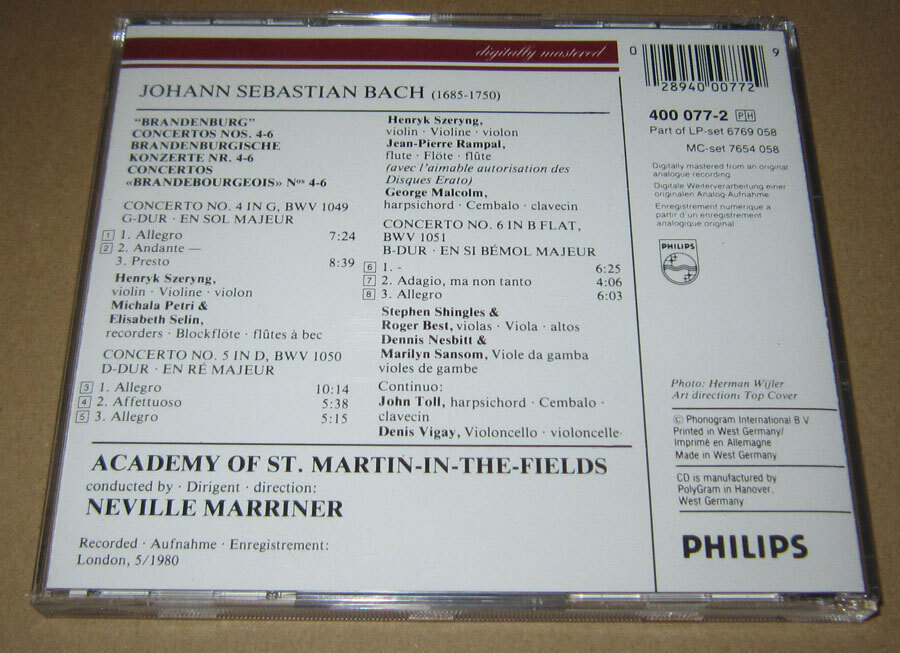 digitally mastered
JOHANN SEBASTIAN BACH (1685-1750)
"BRANDENBURG"
CONCERTOS NOS. 4-6
BRANDENBURGISCHE
KONZERTE NR. 4-6
CONCERTOS
«BRANDEBOURGEOIS» Nos 4-6
CONCERTO NO. 4 IN G, BWV 1049
G-DUR · EN SOL MAJEUR
1 1. Allegro 7:24
2 2. Andante —
3. Presto 8:39
Henryk Szeryng,
violin · Violine · violon
Michala Petri &
Elisabeth Selin,
recorders · Blockflöte · flûtes à bec
CONCERTO NO. 5 IN D, BWV 1050
D-DUR · EN RÉ MAJEUR
3 1. Allegro 10:14
4 2. Affettuoso 5:38
5 3. Allegro 5:15
Henryk Szeryng,
violin · Violine · violon
Jean-Pierre Rampal,
flute · Flöte · flûte
(avec l'aimable autorisation des
Disques Erato)
George Malcolm,
harpsichord · Cembalo · clavecin
CONCERTO NO. 6 IN B FLAT,
BWV 1051
B-DUR · EN SI BÉMOL MAJEUR
6 1. - 6:25
7 2. Adagio, ma non tanto 4:06
8 3. Allegro 6:03
Stephen Shingles &
Roger Best, violas · Viola · altos
Dennis Nesbitt &
Marilyn Sansom, Viole da gamba
violes de gambe
Continuo:
John Toll, harpsichord · Cembalo ·
clavecin
Denis Vigay, Violoncello · violoncelle
ACADEMY OF ST. MARTIN-IN-THE-FIELDS
conducted by · Dirigent · direction:
NEVILLE MARRINER
Recorded · Aufnahme · Enregistrement:
London, 5/1980
0 28940 00772 9
400 077-2 PH
Part of LP-set 6769 058
MC-set 7654 058
Digitally mastered from an original
analogue recording
Digitale Weiterverarbeitung einer
originalen Analog Aufnahme
Enregistrement numérique à
partir d'un enregistrement
analogique original
PHILIPS
Photo: Herman Wijler
Art direction: Top Cover
© Phonogram International B V
Printed in West Germany/
Imprimé en Allemagne
Made in West Germany
CD is manufactured by
PolyGram in Hanover,
West Germany
PHILIPS